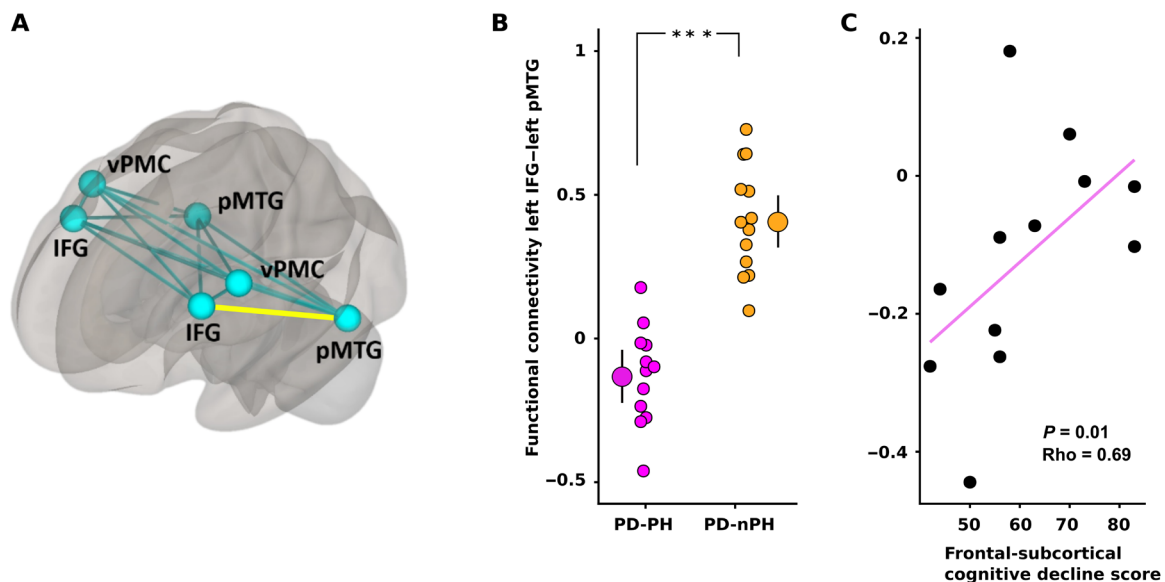 A
vPMC
pMTG
IFG
vPMC
IFG
pMTG
B
Functional connectivity left IFG–left pMTG
1
0.5
0
−0.5
***
PD-PH
PD-nPH
C
0.2
0
−0.2
−0.4
P = 0.01
Rho = 0.69
50 60 70 80
Frontal-subcortical
cognitive decline score